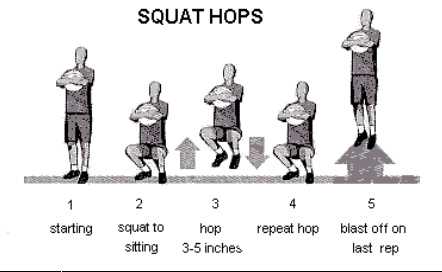 SQUAT HOPS
1 2 3 4 5
starting squat to hop repeat hop blast off on
sitting 3-5 inches last rep